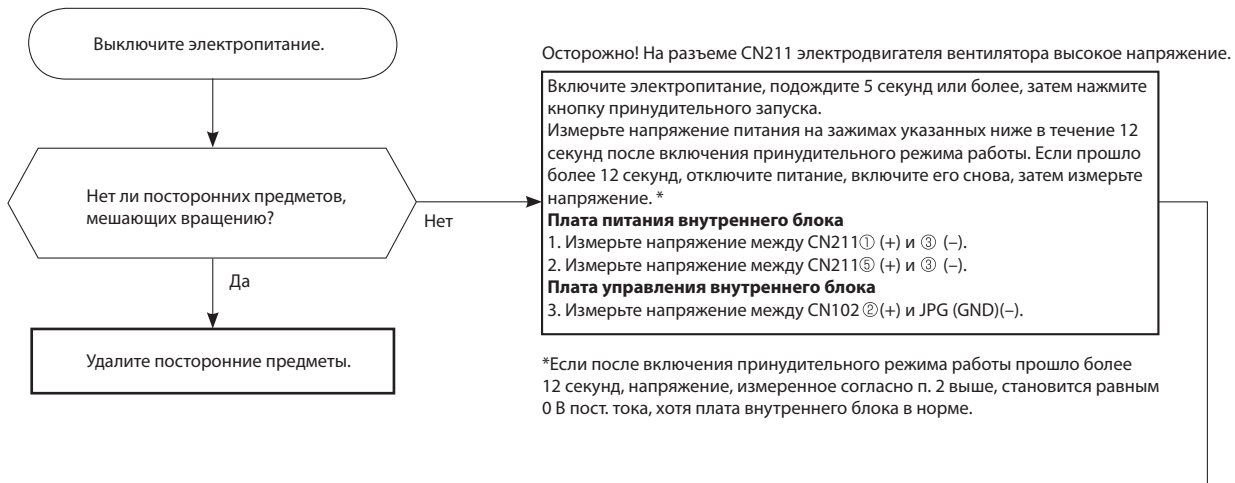 Выключите электропитание.
Нет ли посторонних предметов,
мешающих вращению?
Нет
Да
Удалите посторонние предметы.
Осторожно! На разъеме CN211 электродвигателя вентилятора высокое напряжение.
Включите электропитание, подождите 5 секунд или более, затем нажмите
кнопку принудительного запуска.
Измерьте напряжение питания на зажимах указанных ниже в течение 12
секунд после включения принудительного режима работы. Если прошло
более 12 секунд, отключите питание, включите его снова, затем измерьте
напряжение. *
Плата питания внутреннего блока
1. Измерьте напряжение между CN211① (+) и ③ (–).
2. Измерьте напряжение между CN211⑤ (+) и ③ (–).
Плата управления внутреннего блока
3. Измерьте напряжение между CN102 ②(+) и JPG (GND)(–).
*Если после включения принудительного режима работы прошло более
12 секунд, напряжение, измеренное согласно п. 2 выше, становится равным
0 В пост. тока, хотя плата внутреннего блока в норме.